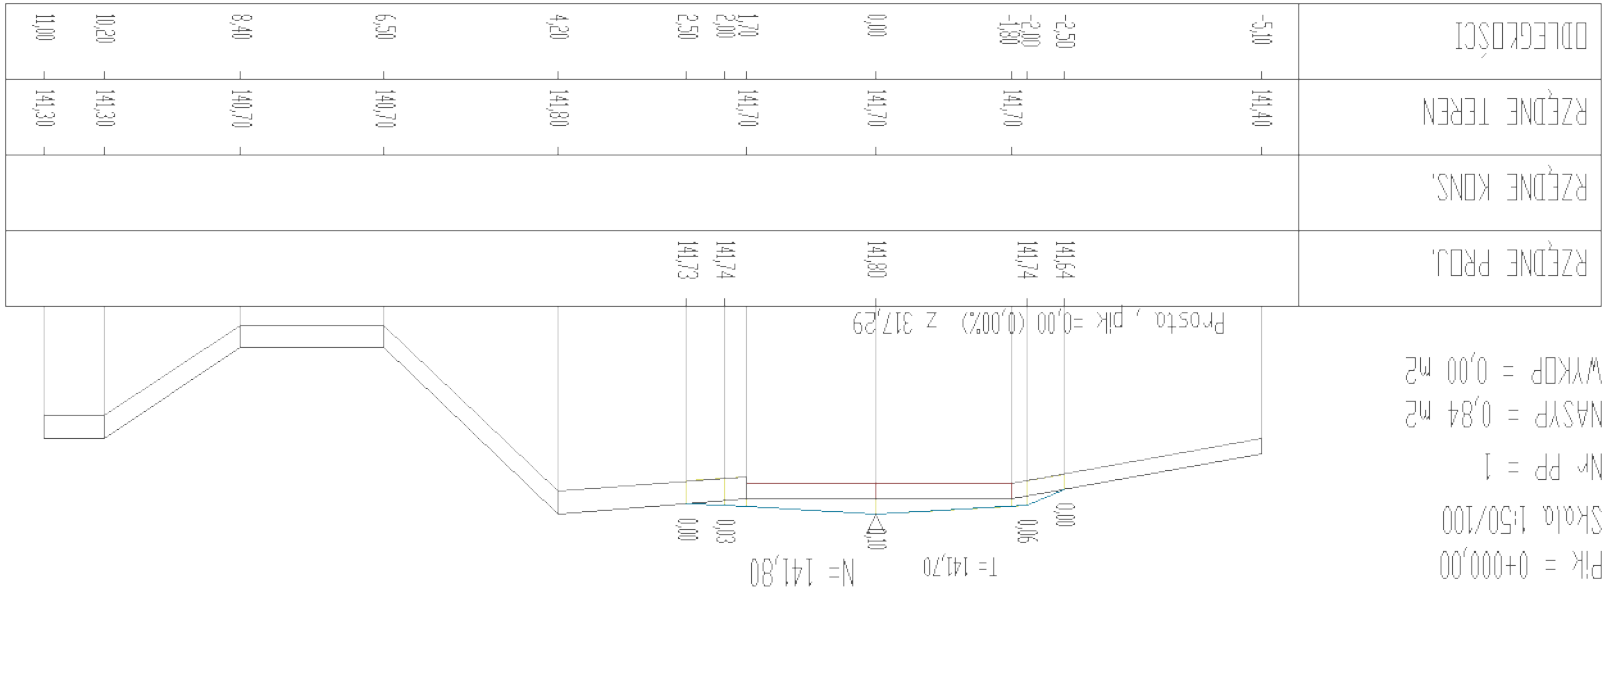 Pik = 0+000,00
Skala 1:50/100
Nr PP = 1
NASYP = 0,84 m2
WYKOP = 0,00 m2
T= 141,70
N= 141,80
0,00
0,06
0,10
0,03
0,00
Prosta , pik =0,00 (0,00%) z 317,29
RZĘDNE PROJ.
141,64
141,74
141,80
141,74
141,73
RZĘDNE KONS.
RZĘDNE TEREN
141,40
141,70
141,70
141,70
141,80
140,70
140,70
141,30
141,30
ODLEGŁOŚCI
-5,10
-2,50
-2,00
-1,80
0,00
1,70
2,00
2,50
4,20
6,50
8,40
10,20
11,00